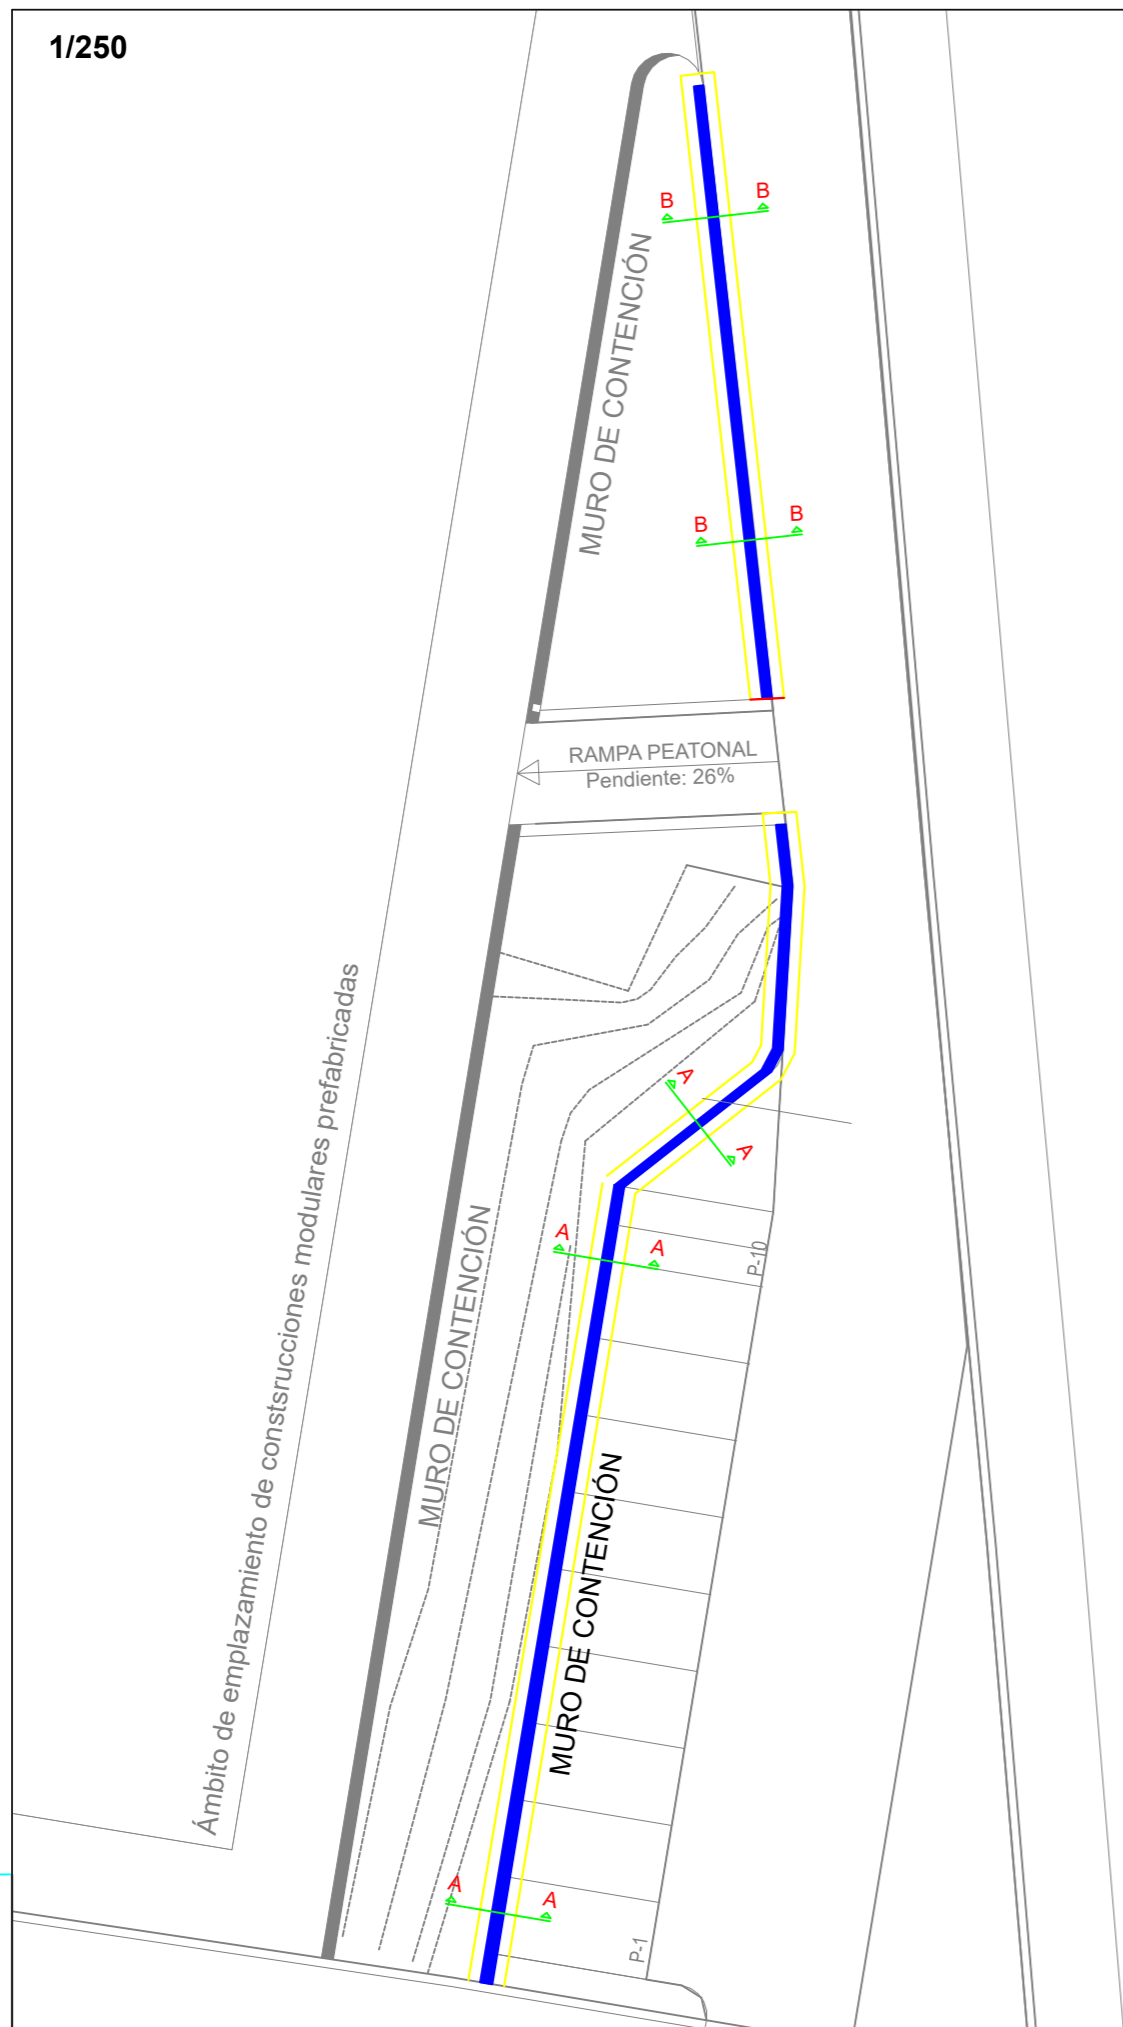 1/250
B
B
MURO DE CONTENCIÓN
B
B
RAMPA PEATONAL
Pendiente: 26%
Ámbito de emplazamiento de constsrucciones modulares prefabricadas
A
A
MURO DE CONTENCIÓN
A
A
P-10
MURO DE CONTENCIÓN
A
A
P-1